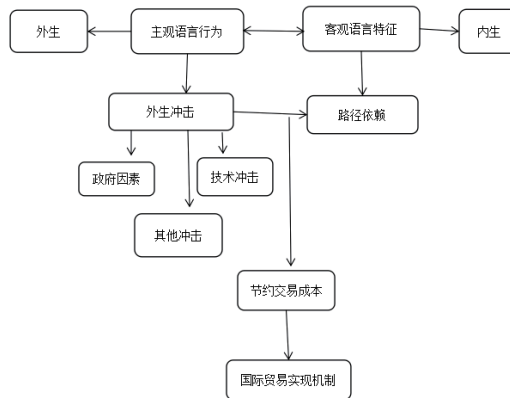 外生
主观语言行为
客观语言特征
内生
外生冲击
路径依赖
政府因素
技术冲击
其他冲击
节约交易成本
国际贸易实现机制